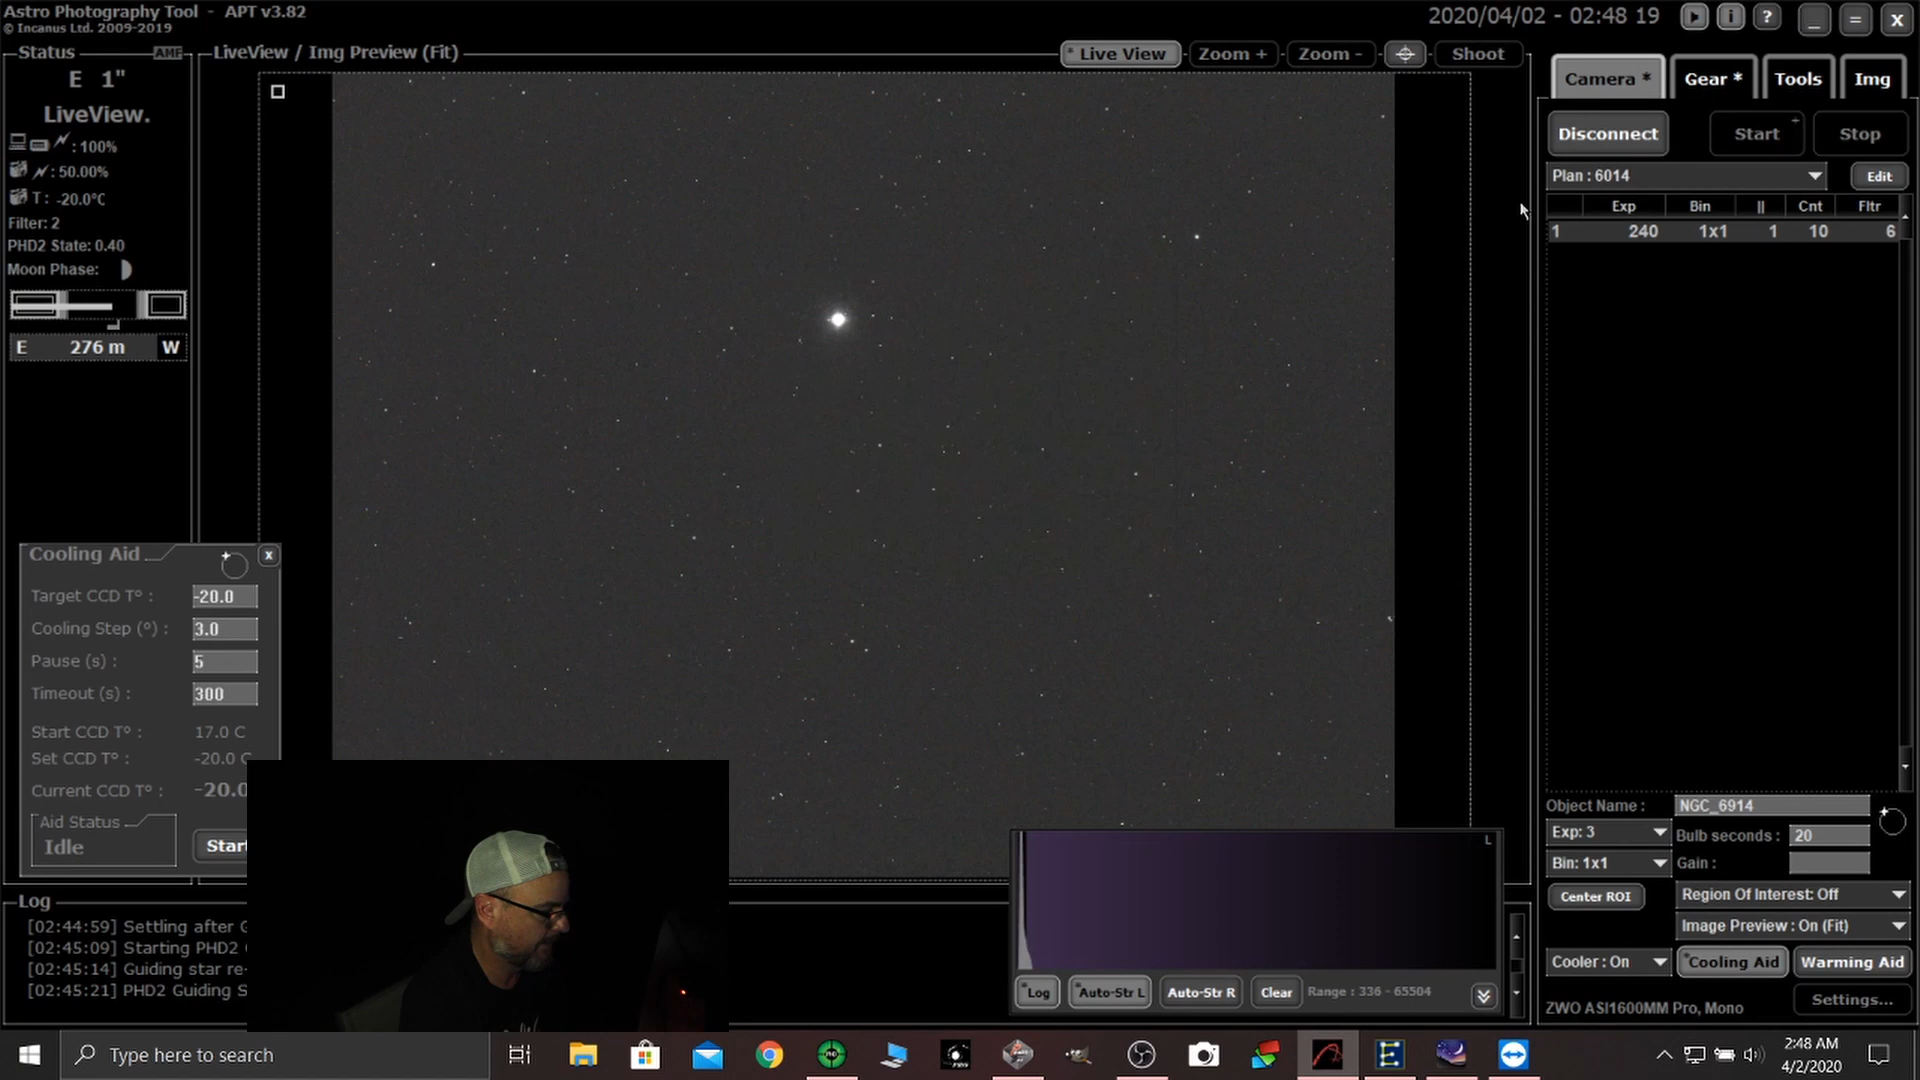 Astro Photography Tool - APT v3.82
© Incanus Ltd. 2009-2019
2020/04/02 - 02:48 19
i
?
_
=
X
Status
AMF
LiveView / Img Preview (Fit)
* Live View
Zoom +
Zoom -
Shoot
Camera *
Gear *
Tools
Img
E 1"
LiveView.
: 100%
: 50.00%
T : -20.0°C
Filter: 2
PHD2 State: 0.40
Moon Phase:
E 276 m W
Disconnect
Start +
Stop
Plan : 6014
Edit
Exp Bin || Cnt Fltr
1 240 1x1 1 10 6
Cooling Aid
x
Target CCD T° : -20.0
Cooling Step (°) : 3.0
Pause (s) : 5
Timeout (s) : 300
Start CCD T° : 17.0 C
Set CCD T° : -20.0 C
Current CCD T° : -20.0
Aid Status
Idle
Start
Object Name : NGC_6914
Exp: 3
Bulb seconds : 20
Bin: 1x1
Gain :
Center ROI
Region Of Interest: Off
Image Preview : On (Fit)
Cooler : On
*Cooling Aid
Warming Aid
ZWO ASI1600MM Pro, Mono
Settings...
L
*Log
*Auto-Str L
Auto-Str R
Clear
Range : 336 - 65504
Log
[02:44:59] Settling after G
[02:45:09] Starting PHD2
[02:45:14] Guiding star re-
[02:45:21] PHD2 Guiding S
Type here to search
2:48 AM
4/2/2020